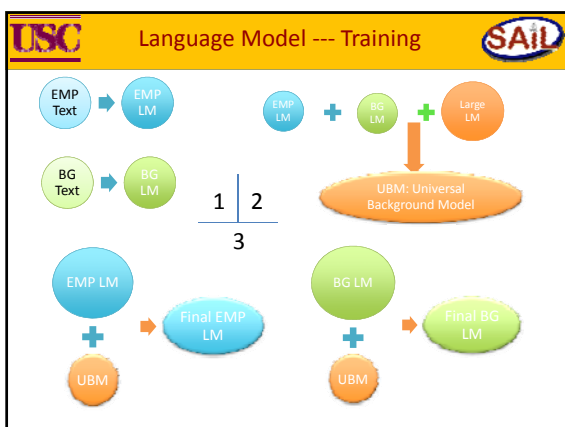 USC
Language Model --- Training
SAIL
EMP
Text
EMP
LM
BG
Text
BG
LM
EMP
LM
BG
LM
Large
LM
UBM: Universal
Background Model
1 2
3
EMP LM
UBM
Final EMP
LM
BG LM
UBM
Final BG
LM